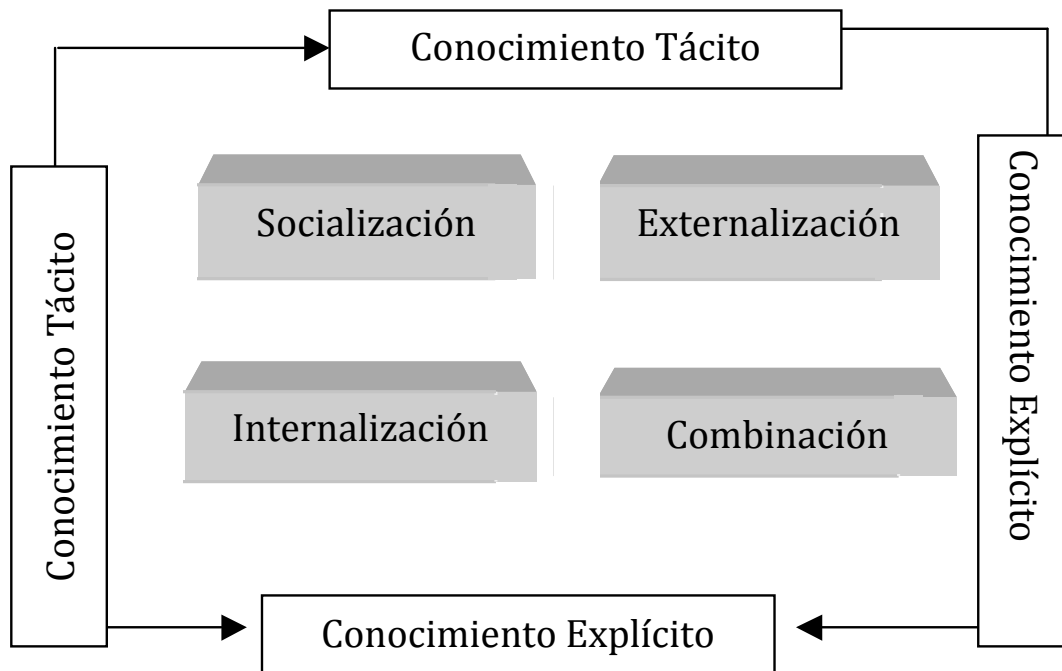 Conocimiento Tácito
Conocimiento Tácito
Socialización
Externalización
Conocimiento Explícito
Internalización
Combinación
Conocimiento Explícito